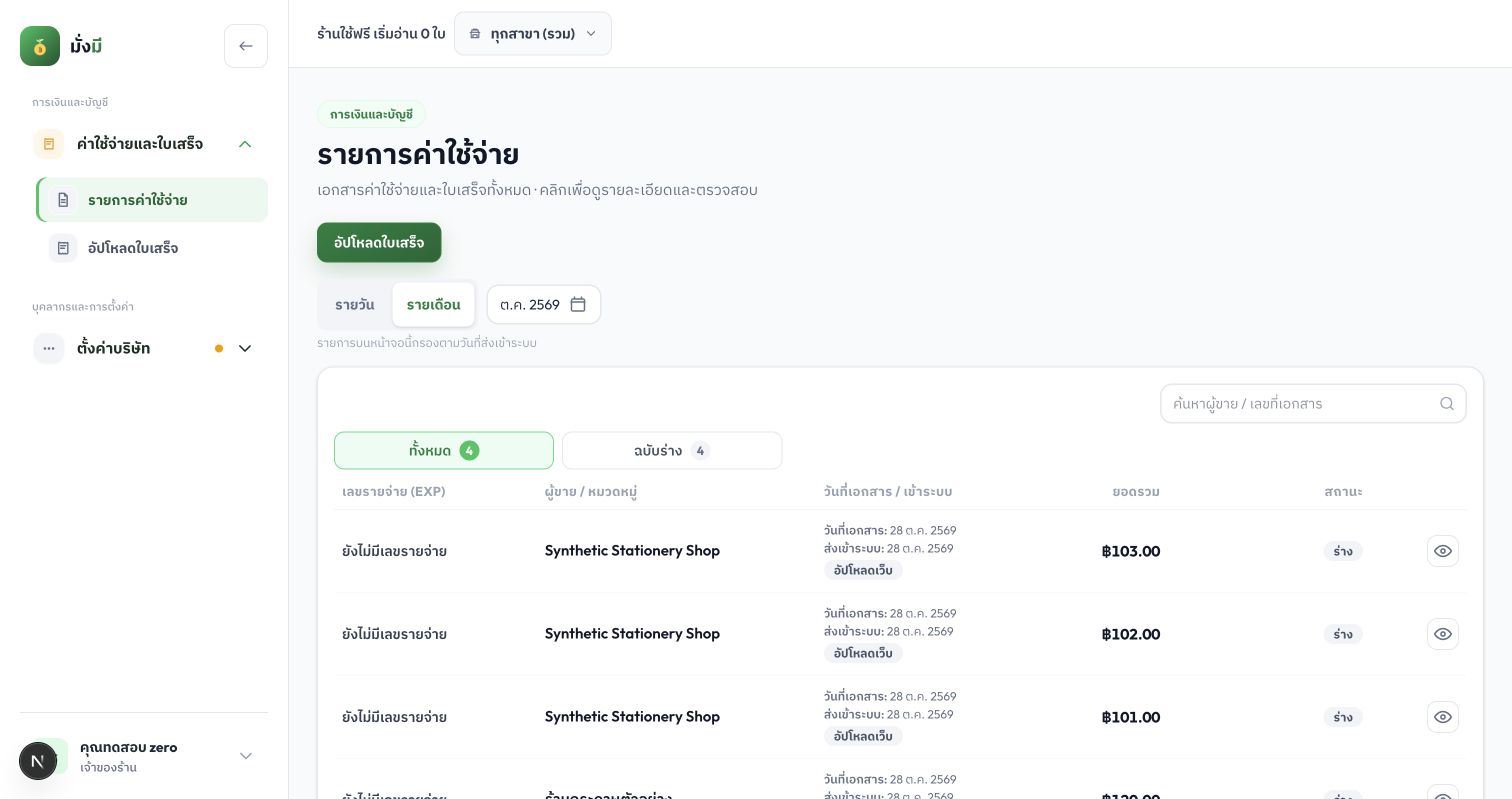 มั่งมี
การเงินและบัญชี
ค่าใช้จ่ายและใบเสร็จ
รายการค่าใช้จ่าย
อัปโหลดใบเสร็จ
บุคลากรและการตั้งค่า
ตั้งค่าบริษัท
N
คุณทดสอบ zero
เจ้าของร้าน
ร้านใช้ฟรี เริ่มอ่าน 0 ใบ ทุกสาขา (รวม)
การเงินและบัญชี
รายการค่าใช้จ่าย
เอกสารค่าใช้จ่ายและใบเสร็จทั้งหมด · คลิกเพื่อดูรายละเอียดและตรวจสอบ
อัปโหลดใบเสร็จ
รายวัน รายเดือน ต.ค. 2569
รายการบนหน้าจอนี้กรองตามวันที่ส่งเข้าระบบ
ค้นหาผู้ขาย / เลขที่เอกสาร
ทั้งหมด 4 ฉบับร่าง 4
เลขรายจ่าย (EXP) ผู้ขาย / หมวดหมู่ วันที่เอกสาร / เข้าระบบ ยอดรวม สถานะ
วันที่เอกสาร: 28 ต.ค. 2569
ส่งเข้าระบบ: 28 ต.ค. 2569
ยังไม่มีเลขรายจ่าย Synthetic Stationery Shop ฿103.00 ร่าง
อัปโหลดเว็บ
วันที่เอกสาร: 28 ต.ค. 2569
ส่งเข้าระบบ: 28 ต.ค. 2569
ยังไม่มีเลขรายจ่าย Synthetic Stationery Shop ฿102.00 ร่าง
อัปโหลดเว็บ
วันที่เอกสาร: 28 ต.ค. 2569
ส่งเข้าระบบ: 28 ต.ค. 2569
ยังไม่มีเลขรายจ่าย Synthetic Stationery Shop ฿101.00 ร่าง
อัปโหลดเว็บ
วันที่เอกสาร: 28 ต.ค. 2569
ส่งเข้าระบบ: 28 ต.ค. 2569
ยังไม่มีเลขรายจ่าย